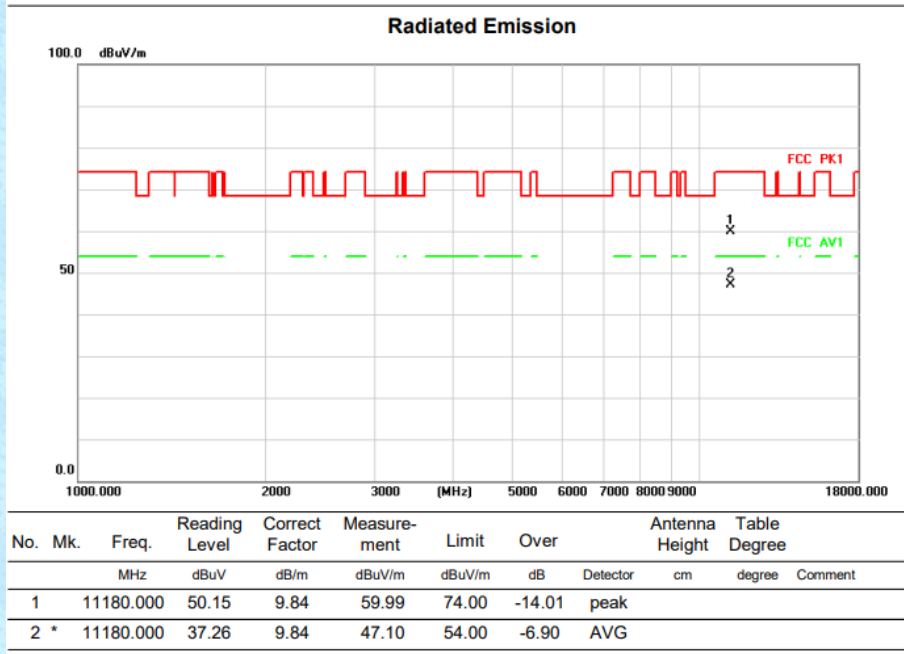 Radiated Emission
100.0 dBuV/m
FCC PK1
1
X
FCC AV1
50
2
X
0.0
1000.000 2000 3000 (MHz) 5000 6000 7000 8000 9000 18000.000
No. Mk. Freq. Reading Level Correct Factor Measure- ment Limit Over Antenna Height Table Degree
MHz dBuV dB/m dBuV/m dBuV/m dB Detector cm degree Comment
1 11180.000 50.15 9.84 59.99 74.00 -14.01 peak
2 * 11180.000 37.26 9.84 47.10 54.00 -6.90 AVG